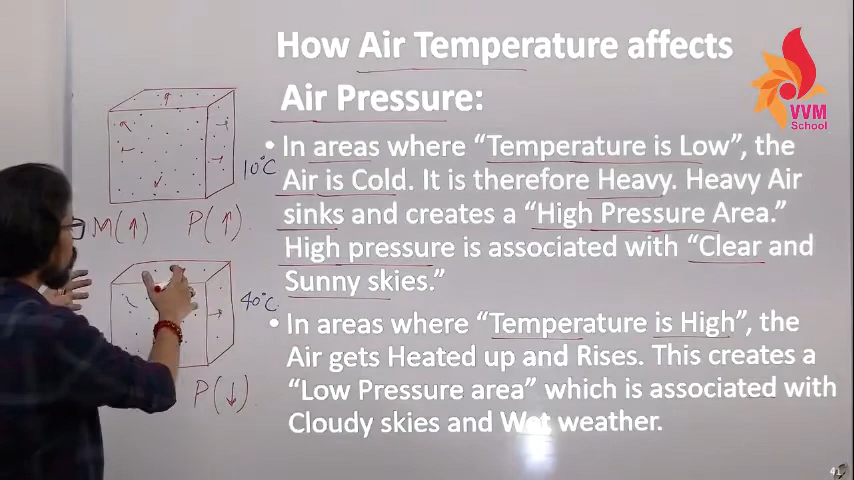 How Air Temperature affects
Air Pressure:
VVM
School
• In areas where “Temperature is Low”, the
Air is Cold. It is therefore Heavy. Heavy Air
sinks and creates a “High Pressure Area.”
High pressure is associated with “Clear and
Sunny skies.”
• In areas where “Temperature is High”, the
Air gets Heated up and Rises. This creates a
“Low Pressure area” which is associated with
Cloudy skies and Wet weather.
10°C
M(↑) P(↑)
40°C
P(↓)